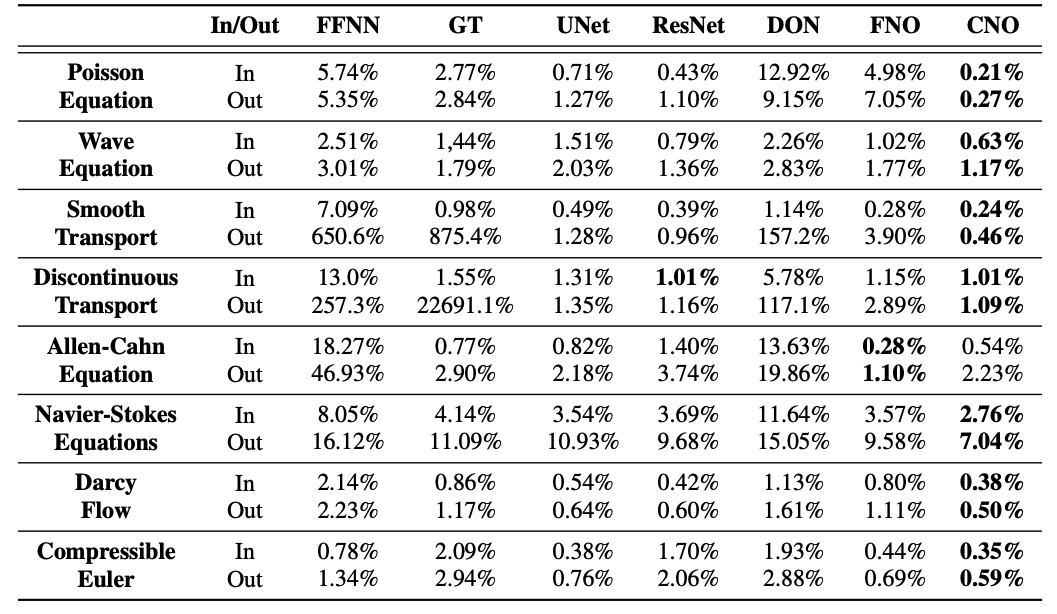 In/Out FFNN GT UNet ResNet DON FNO CNO
Poisson In 5.74% 2.77% 0.71% 0.43% 12.92% 4.98% 0.21%
Equation Out 5.35% 2.84% 1.27% 1.10% 9.15% 7.05% 0.27%
Wave In 2.51% 1,44% 1.51% 0.79% 2.26% 1.02% 0.63%
Equation Out 3.01% 1.79% 2.03% 1.36% 2.83% 1.77% 1.17%
Smooth In 7.09% 0.98% 0.49% 0.39% 1.14% 0.28% 0.24%
Transport Out 650.6% 875.4% 1.28% 0.96% 157.2% 3.90% 0.46%
Discontinuous In 13.0% 1.55% 1.31% 1.01% 5.78% 1.15% 1.01%
Transport Out 257.3% 22691.1% 1.35% 1.16% 117.1% 2.89% 1.09%
Allen-Cahn In 18.27% 0.77% 0.82% 1.40% 13.63% 0.28% 0.54%
Equation Out 46.93% 2.90% 2.18% 3.74% 19.86% 1.10% 2.23%
Navier-Stokes In 8.05% 4.14% 3.54% 3.69% 11.64% 3.57% 2.76%
Equations Out 16.12% 11.09% 10.93% 9.68% 15.05% 9.58% 7.04%
Darcy In 2.14% 0.86% 0.54% 0.42% 1.13% 0.80% 0.38%
Flow Out 2.23% 1.17% 0.64% 0.60% 1.61% 1.11% 0.50%
Compressible In 0.78% 2.09% 0.38% 1.70% 1.93% 0.44% 0.35%
Euler Out 1.34% 2.94% 0.76% 2.06% 2.88% 0.69% 0.59%